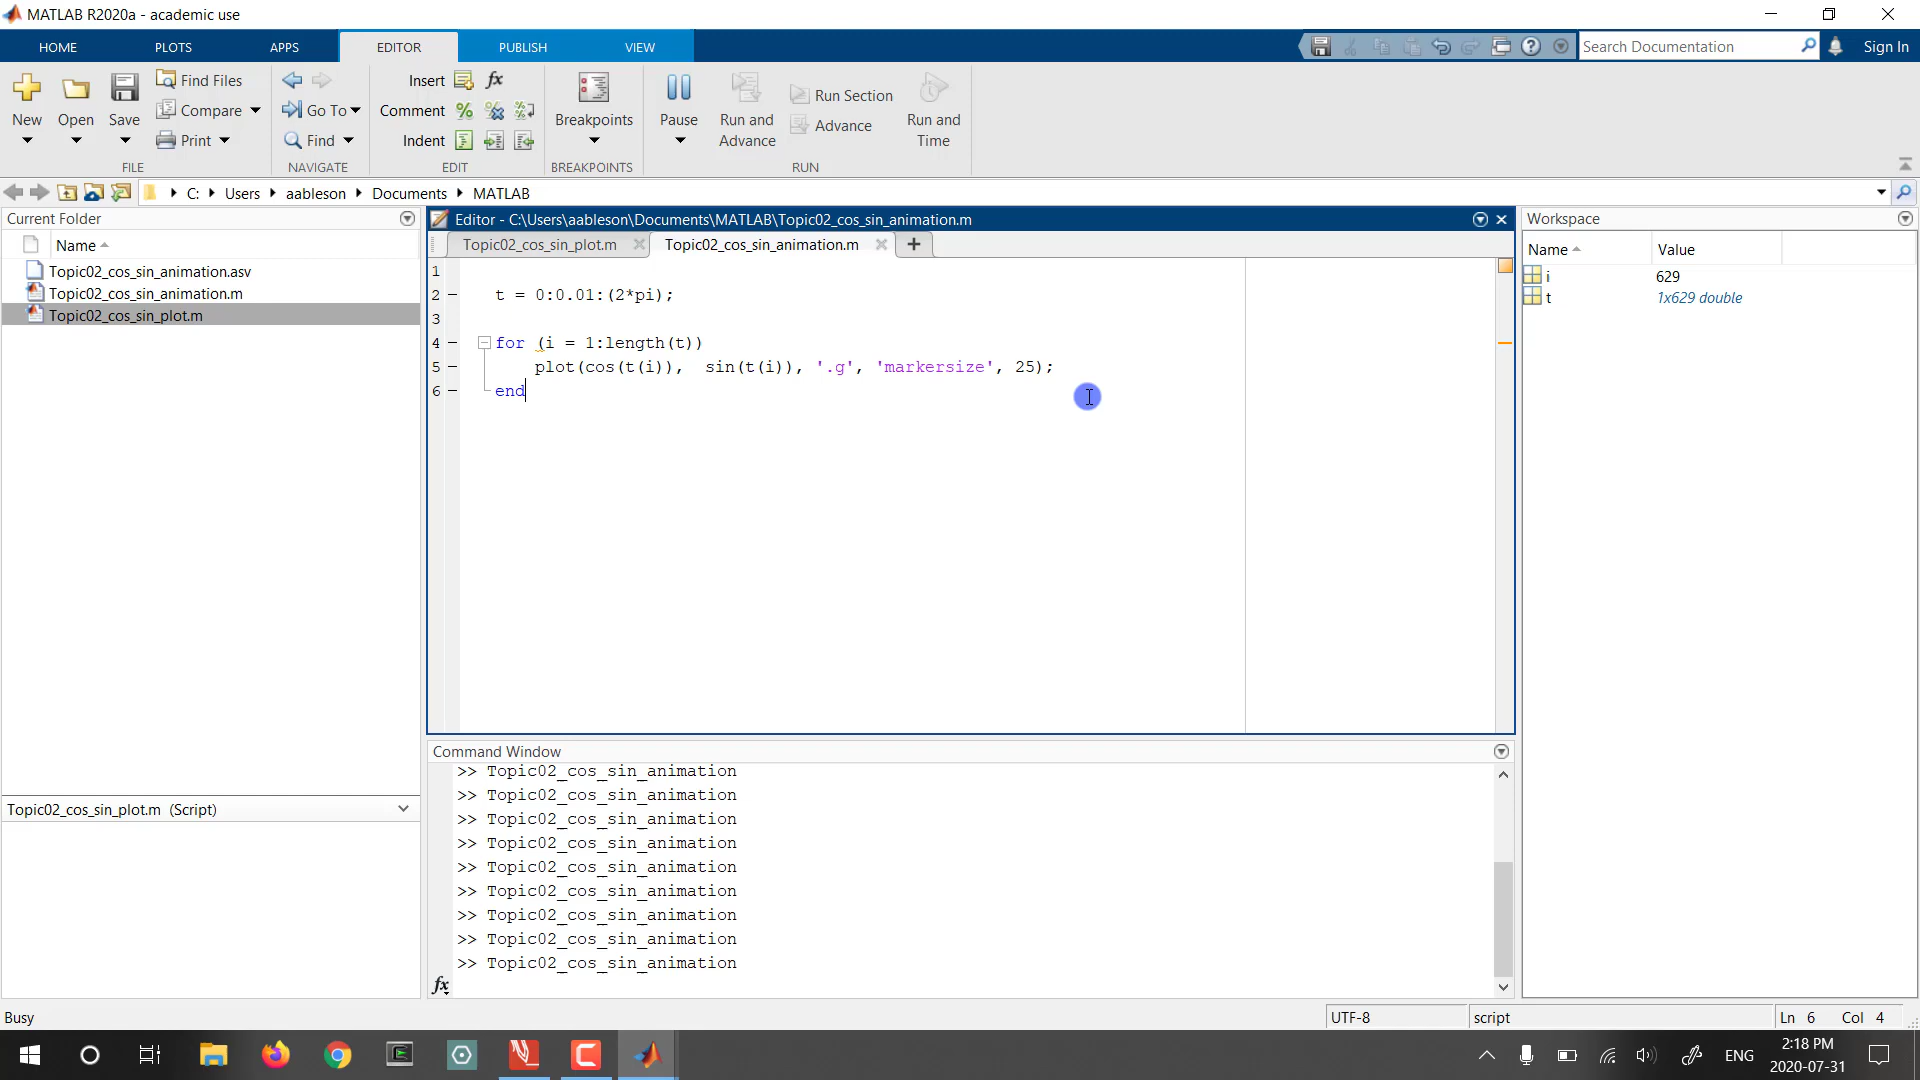 MATLAB R2020a - academic use
HOME PLOTS APPS EDITOR PUBLISH VIEW Search Documentation Sign In
New
Open
Save
Find Files
Compare
Print
FILE
Go To
Find
NAVIGATE
Insert fx
Comment
Indent
EDIT
Breakpoints
BREAKPOINTS
Pause
Run and
Advance
Run Section
Advance
Run and
Time
RUN
C: Users aableson Documents MATLAB
Current Folder
Name
Topic02_cos_sin_animation.asv
Topic02_cos_sin_animation.m
Topic02_cos_sin_plot.m
Topic02_cos_sin_plot.m (Script)
Editor - C:\Users\aableson\Documents\MATLAB\Topic02_cos_sin_animation.m
Topic02_cos_sin_plot.m Topic02_cos_sin_animation.m
1
2 t = 0:0.01:(2*pi);
3
4 for (i = 1:length(t))
5 plot(cos(t(i)),  sin(t(i)), '.g', 'markersize', 25);
6 end
Command Window
>> Topic02_cos_sin_animation
>> Topic02_cos_sin_animation
>> Topic02_cos_sin_animation
>> Topic02_cos_sin_animation
>> Topic02_cos_sin_animation
>> Topic02_cos_sin_animation
>> Topic02_cos_sin_animation
>> Topic02_cos_sin_animation
>> Topic02_cos_sin_animation
fx
Workspace
Name Value
i 629
t 1x629 double
Busy UTF-8 script Ln 6 Col 4
ENG
2:18 PM
2020-07-31